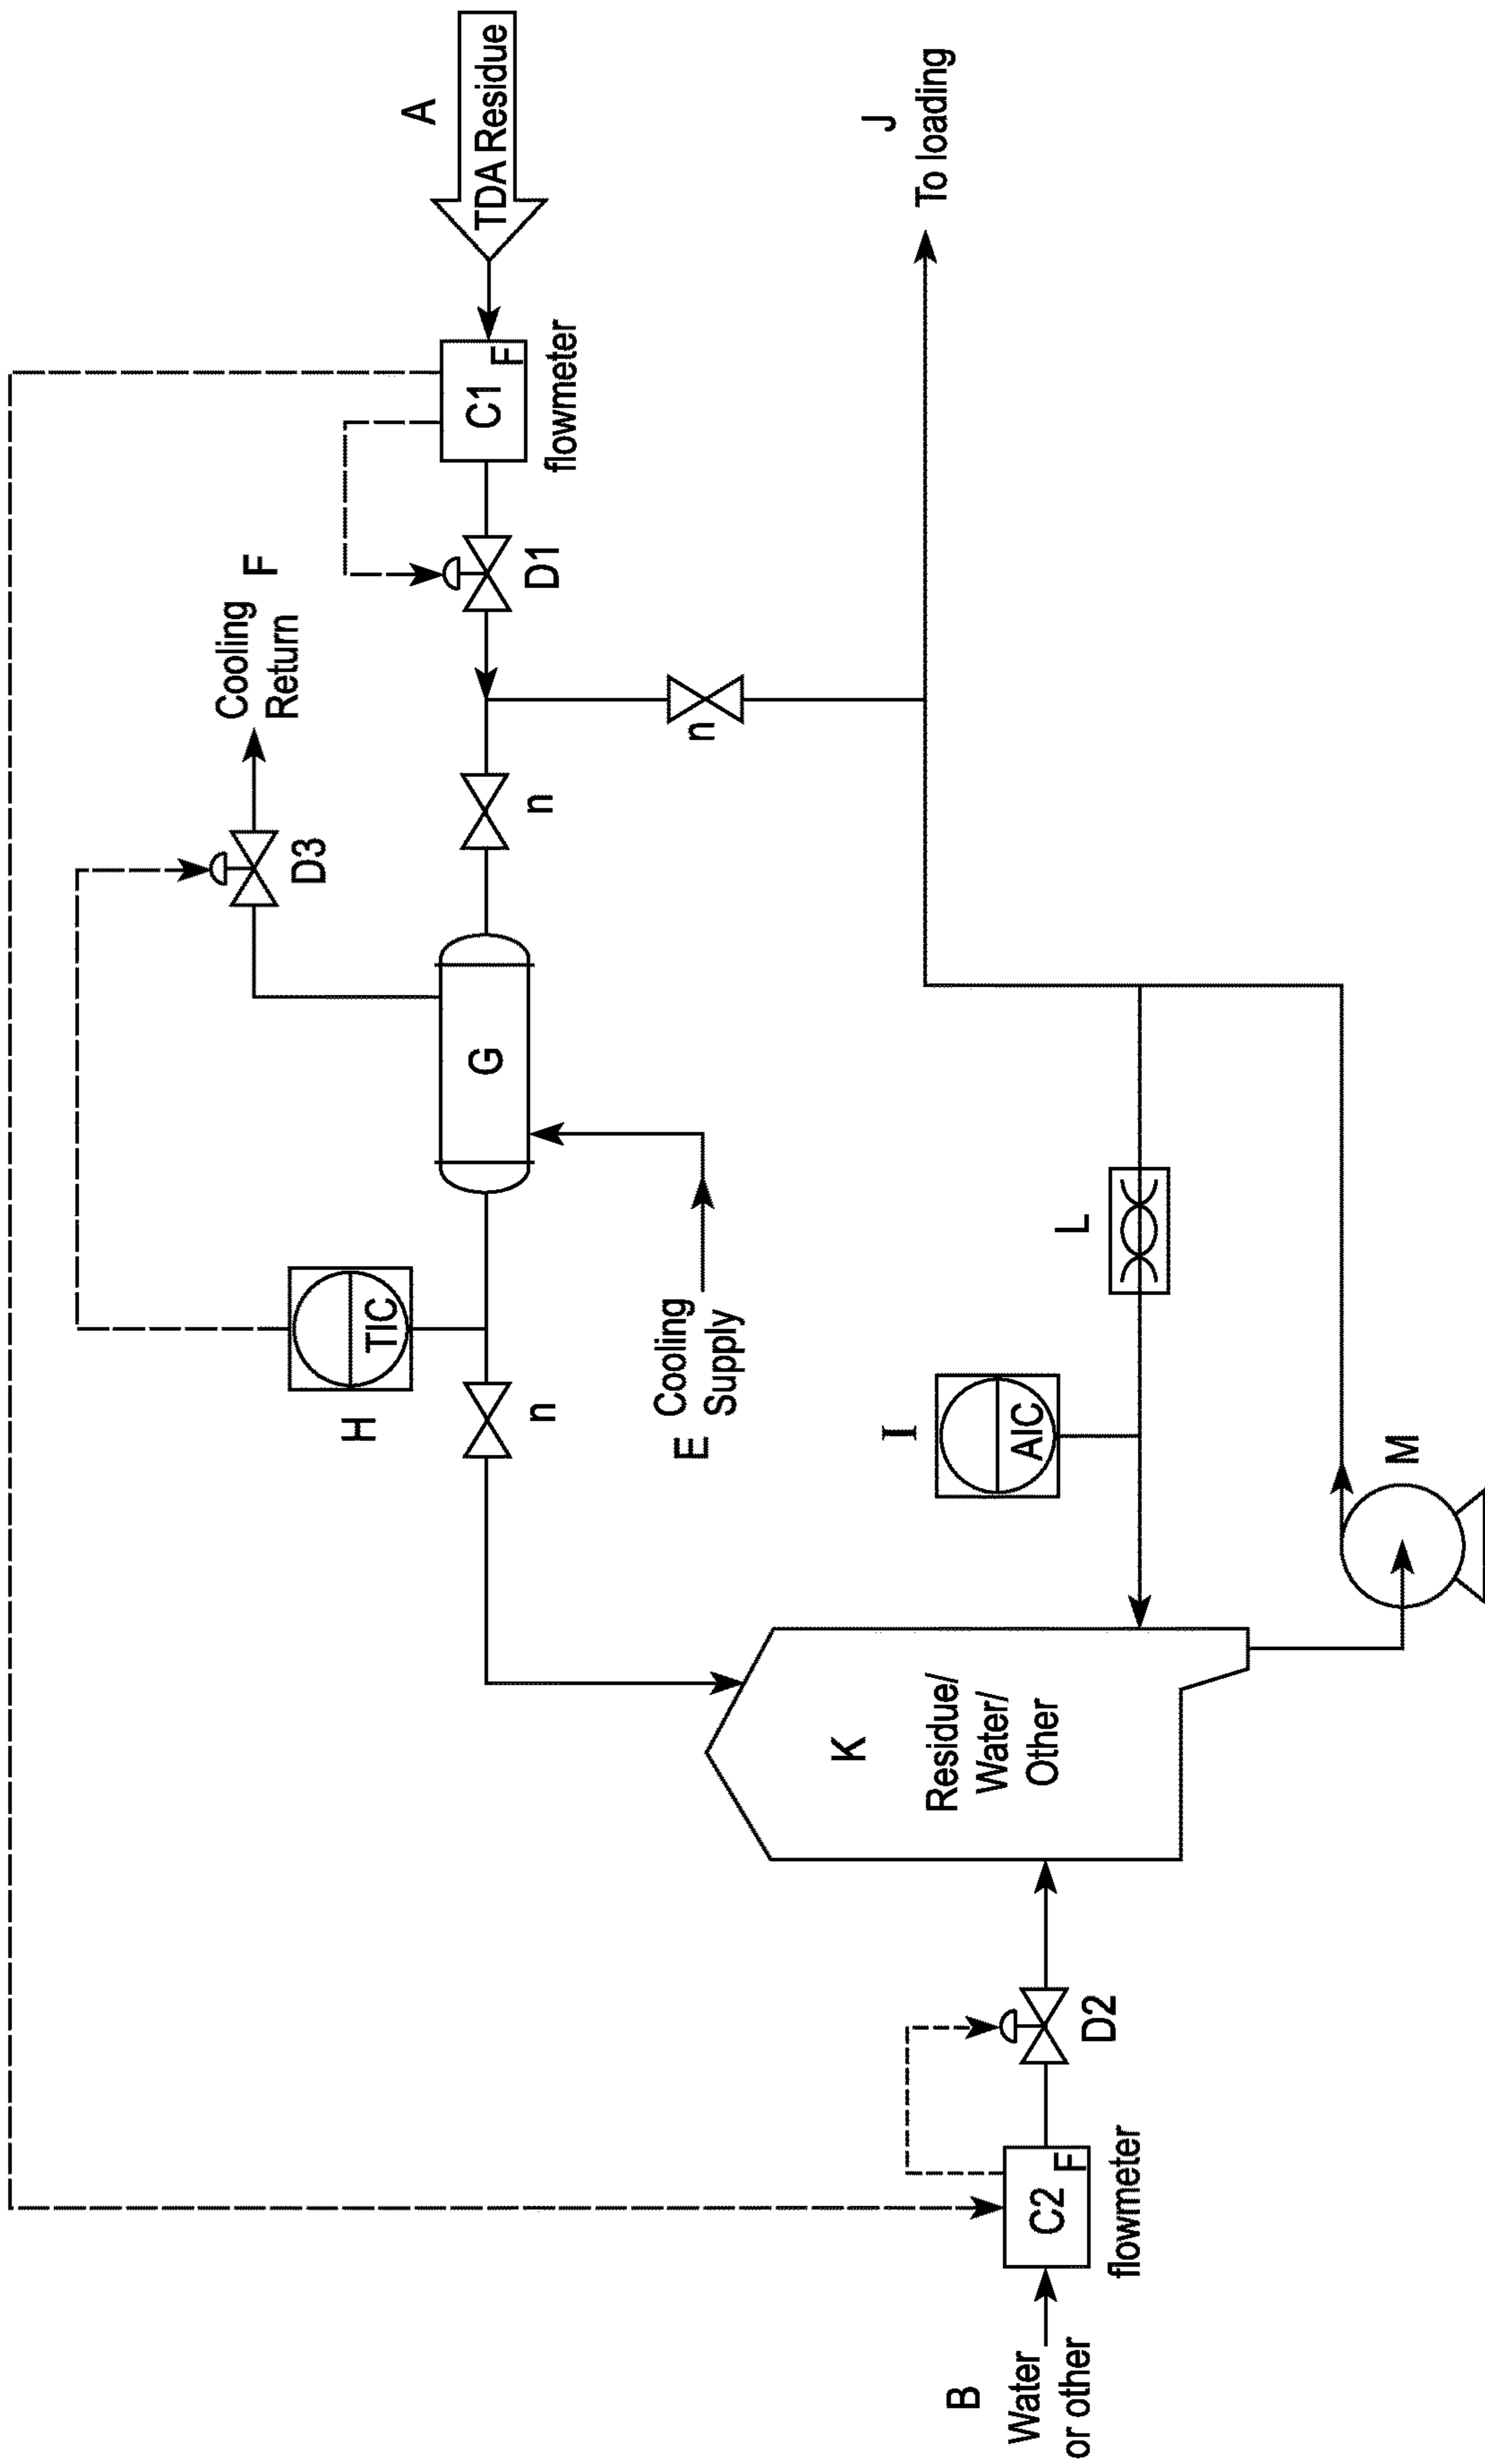 A
TDA Residue
C1
F
flowmeter
D1
Cooling F
Return
D3
n
n
G
TIC
H
n
E Cooling
Supply
J
To loading
L
I
AIC
M
K
Residue/
Water/
Other
D2
C2
F
flowmeter
B
Water
or other